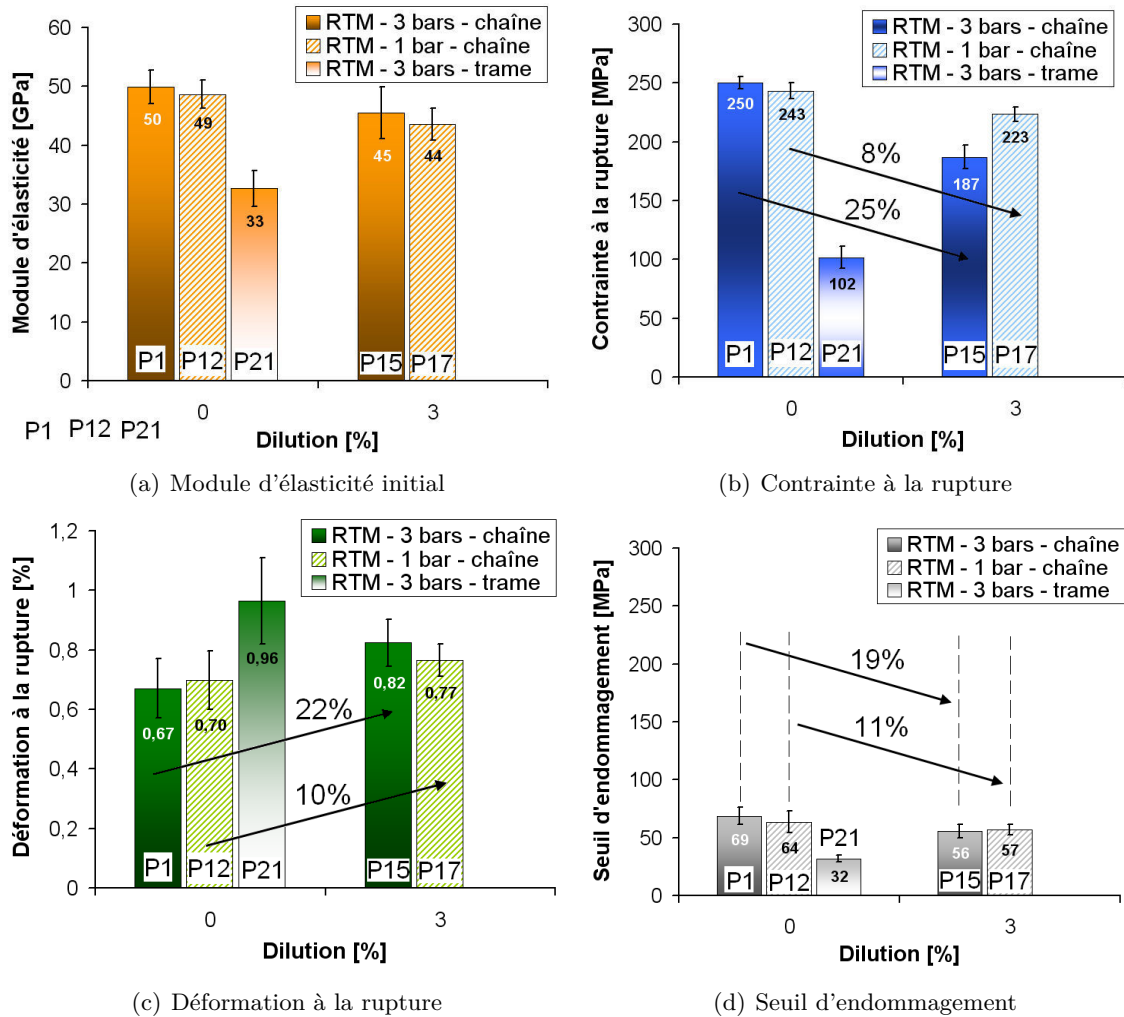 RTM - 3 bars - chaîne
RTM - 1 bar - chaîne
RTM - 3 bars - trame
Module d'élasticité [GPa]
60
50
40
30
20
10
0
50
49
33
45
44
P1
P12
P21
P15
P17
0
3
Dilution [%]
P1 P12 P21
(a) Module d'élasticité initial
RTM - 3 bars - chaîne
RTM - 1 bar - chaîne
RTM - 3 bars - trame
Contrainte à la rupture [MPa]
300
250
200
150
100
50
0
250
243
102
187
223
8%
25%
P1
P12
P21
P15
P17
0
3
Dilution [%]
(b) Contrainte à la rupture
RTM - 3 bars - chaîne
RTM - 1 bar - chaîne
RTM - 3 bars - trame
Déformation à la rupture [%]
1,2
1
0,8
0,6
0,4
0,2
0
0,67
0,70
0,96
0,82
0,77
22%
10%
P1
P12
P21
P15
P17
0
3
Dilution [%]
(c) Déformation à la rupture
RTM - 3 bars - chaîne
RTM - 1 bar - chaîne
RTM - 3 bars - trame
Seuil d'endommagement [MPa]
300
250
200
150
100
50
0
19%
11%
69
64
32
56
57
P1
P12
P21
P15
P17
0
3
Dilution [%]
(d) Seuil d'endommagement